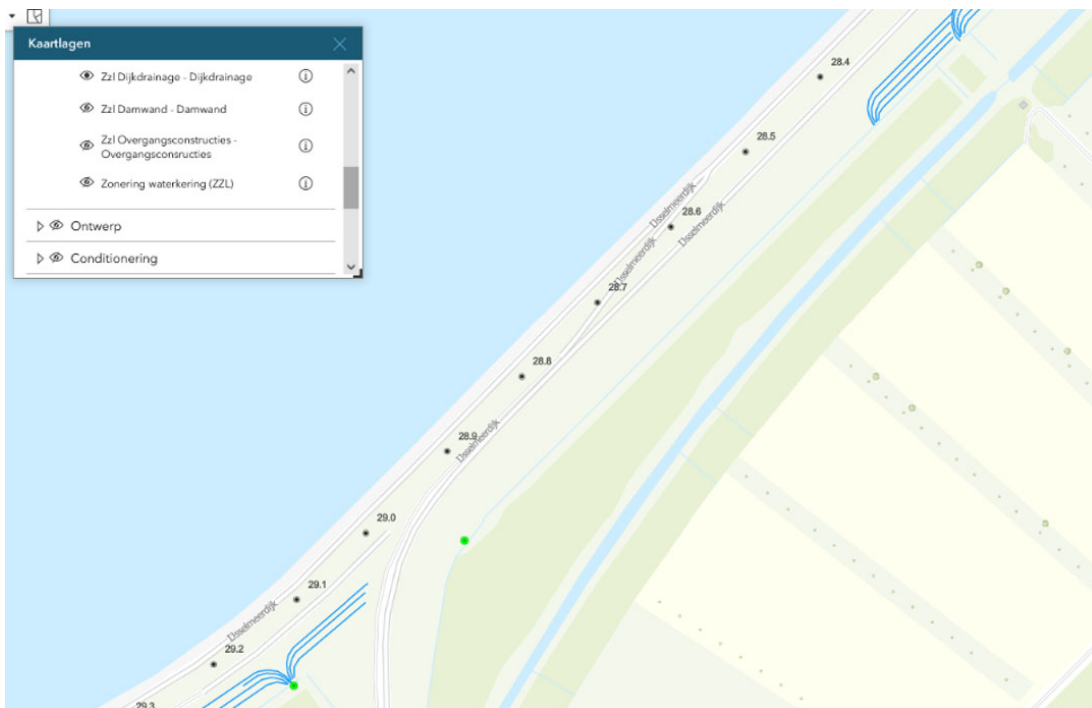 Kaartlagen
Zzl Dijkdrainage - Dijkdrainage
Zzl Damwand - Damwand
Zzl Overgangsconstructies -
Overgangsconsructies
Zonering waterkering (ZZL)
Ontwerp
Conditionering
28.4
28.5
IJsselmeerdijk
28.6
IJsselmeerdijk
IJsselmeerdijk
28.7
28.8
28.9
IJsselmeerdijk
29.0
29.1
IJsselmeerdijk
29.2
29.3